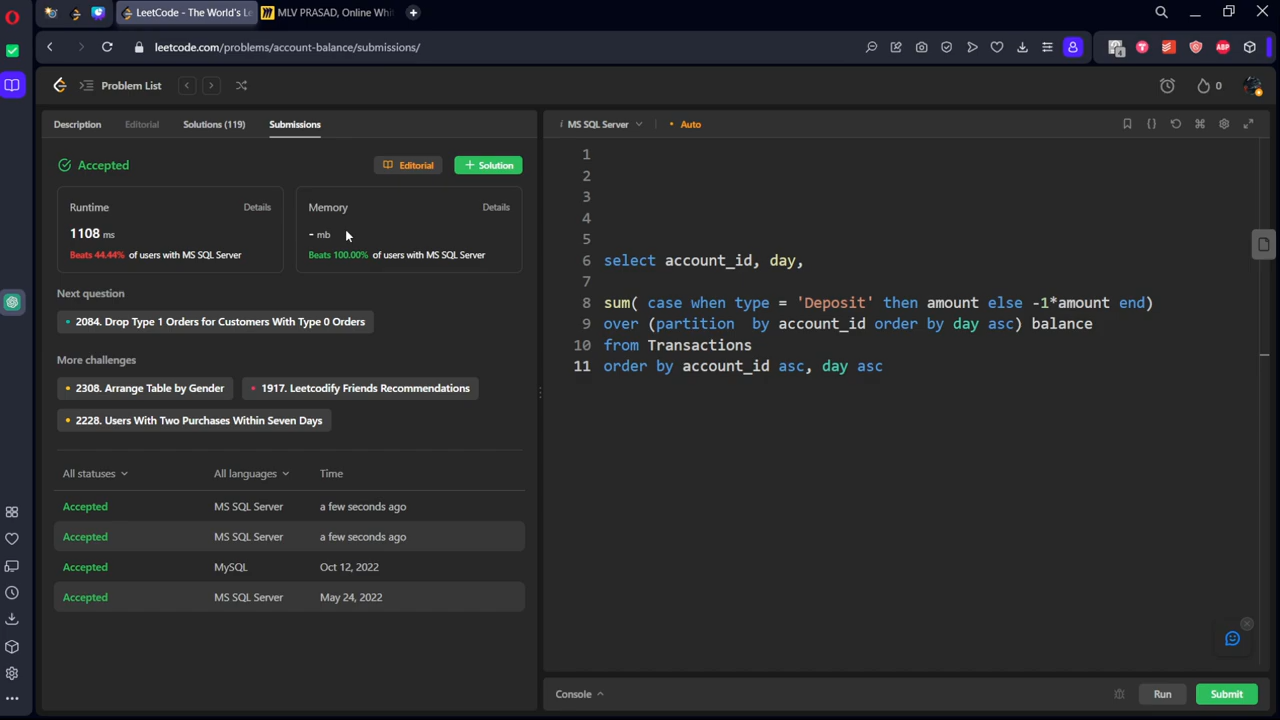 LeetCode - The World's Le
MLV PRASAD, Online Whi
leetcode.com/problems/account-balance/submissions/
4
ABP
Problem List
0
Description
Editorial
Solutions (119)
Submissions
i MS SQL Server
• Auto
Accepted
Editorial
+ Solution
Runtime
Details
1108 ms
Beats 44.44% of users with MS SQL Server
Memory
Details
- mb
Beats 100.00% of users with MS SQL Server
Next question
• 2084. Drop Type 1 Orders for Customers With Type 0 Orders
More challenges
• 2308. Arrange Table by Gender
• 1917. Leetcodify Friends Recommendations
• 2228. Users With Two Purchases Within Seven Days
All statuses
All languages
Time
Accepted MS SQL Server a few seconds ago
Accepted MS SQL Server a few seconds ago
Accepted MySQL Oct 12, 2022
Accepted MS SQL Server May 24, 2022
1
2
3
4
5
6 select account_id, day,
7
8 sum( case when type = 'Deposit' then amount else -1*amount end)
9 over (partition  by account_id order by day asc) balance
10 from Transactions
11 order by account_id asc, day asc
Console
Run
Submit